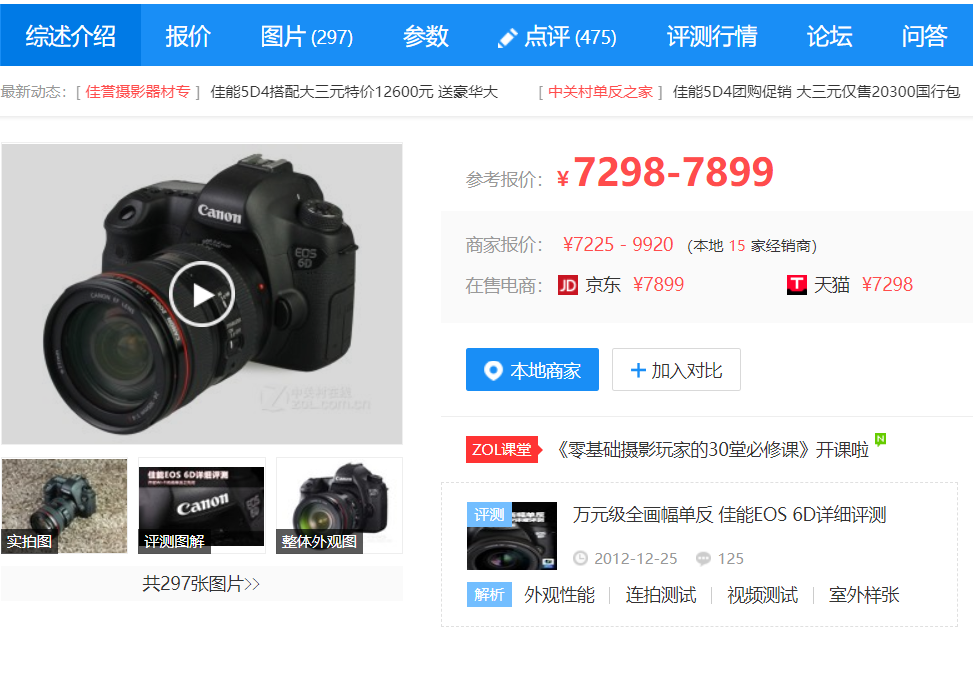 综述介绍 报价 图片 (297) 参数 点评 (475) 评测行情 论坛 问答
最新动态： [ 佳誉摄影器材专 ] 佳能5D4搭配大三元特价12600元 送豪华大 [ 中关村单反之家 ] 佳能5D4团购促销 大三元仅售20300国行包
参考报价： ¥7298-7899
商家报价： ¥7225 - 9920 (本地 15 家经销商)
在售电商： JD 京东 ¥7899 T 天猫 ¥7298
本地商家 +加入对比
Canon
EOS
6D
CANON EF LENS
中关村在线
ZOL.COM.CN
ZOL课堂 《零基础摄影玩家的30堂必修课》开课啦 N
评测 万元级全画幅单反 佳能EOS 6D详细评测
2012-12-25 125
解析 外观性能 连拍测试 视频测试 室外样张
实拍图
佳能EOS 6D详细评测
Canon
评测图解
整体外观图
共297张图片>>